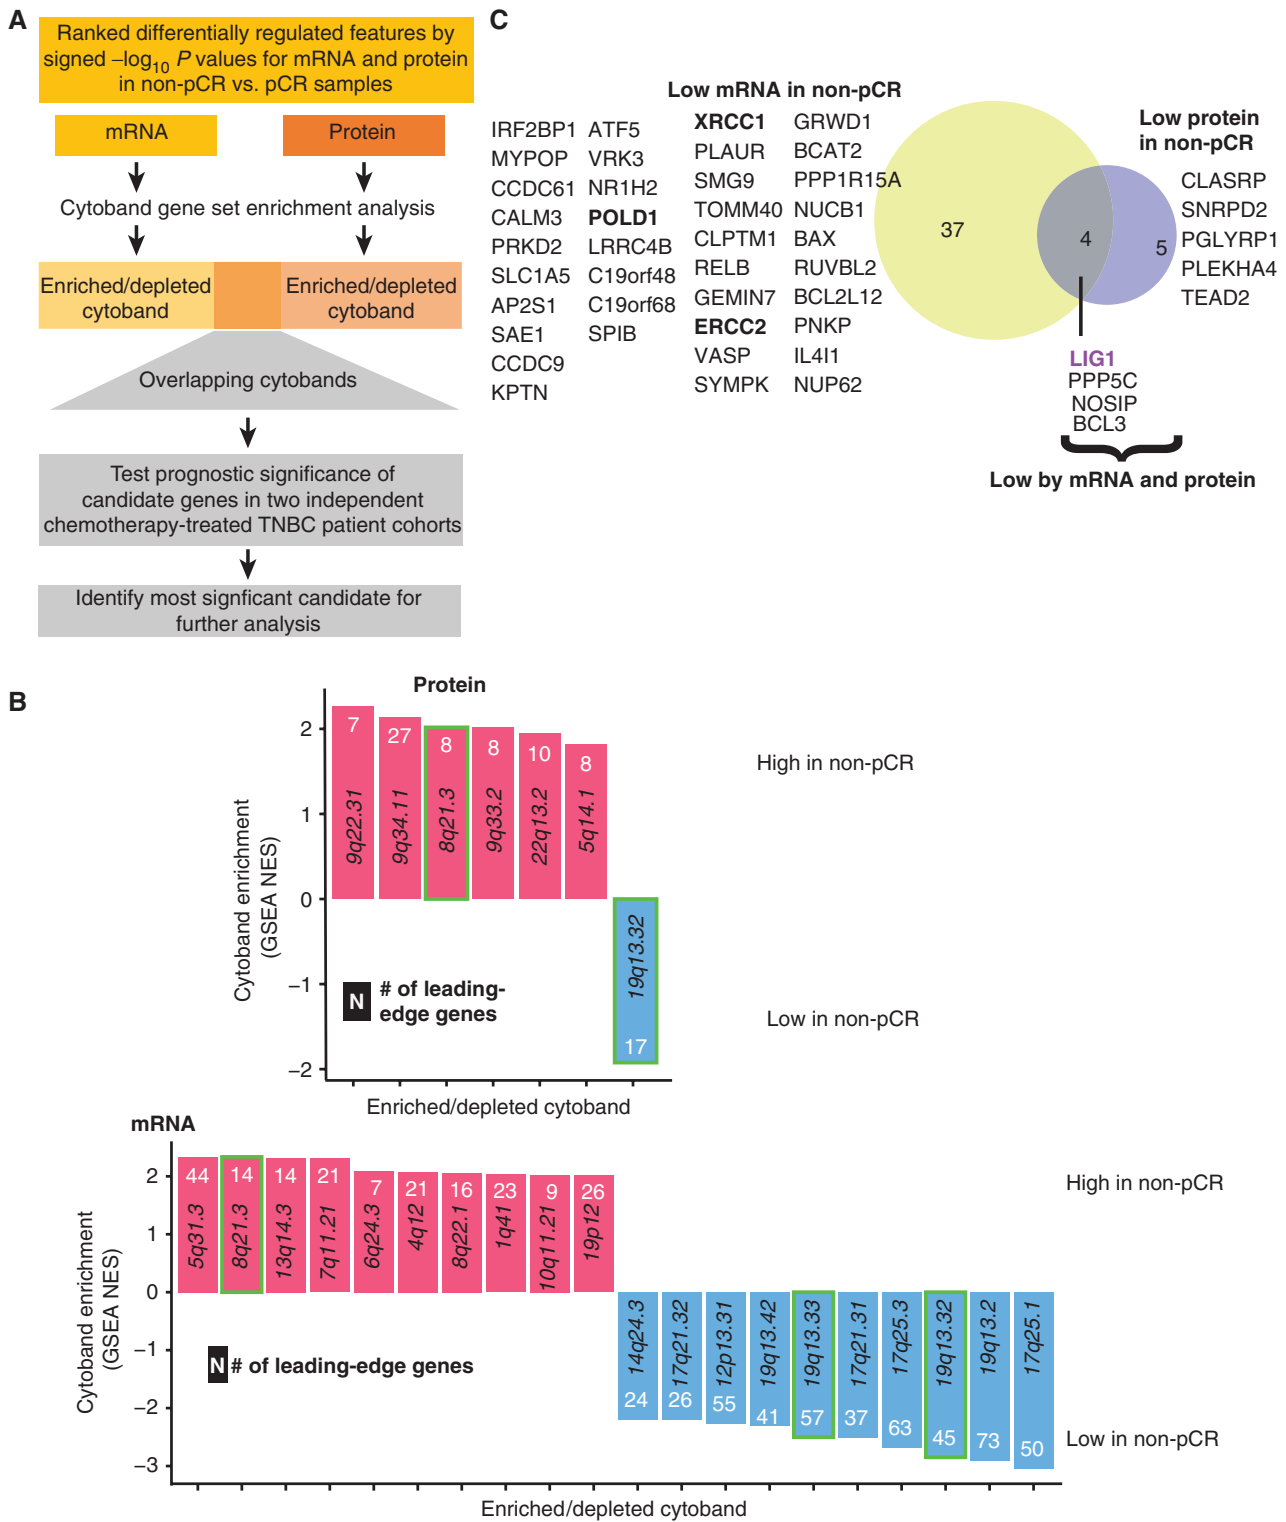 A
Ranked differentially regulated features by
signed –log10 P values for mRNA and protein
in non-pCR vs. pCR samples
mRNA
Protein
Cytoband gene set enrichment analysis
Enriched/depleted
cytoband
Enriched/depleted
cytoband
Overlapping cytobands
Test prognostic significance of
candidate genes in two independent
chemotherapy-treated TNBC patient cohorts
Identify most signficant candidate for
further analysis
C
Low mRNA in non-pCR
IRF2BP1
MYPOP
CCDC61
CALM3
PRKD2
SLC1A5
AP2S1
SAE1
CCDC9
KPTN
ATF5
VRK3
NR1H2
POLD1
LRRC4B
C19orf48
C19orf68
SPIB
XRCC1
PLAUR
SMG9
TOMM40
CLPTM1
RELB
GEMIN7
ERCC2
VASP
SYMPK
GRWD1
BCAT2
PPP1R15A
NUCB1
BAX
RUVBL2
BCL2L12
PNKP
IL4I1
NUP62
37
4
5
Low protein
in non-pCR
CLASRP
SNRPD2
PGLYRP1
PLEKHA4
TEAD2
LIG1
PPP5C
NOSIP
BCL3
Low by mRNA and protein
B
Protein
Cytoband enrichment
(GSEA NES)
2
1
0
–1
–2
7
9q22.31
27
9q34.11
8
8q21.3
8
9q33.2
10
22q13.2
8
5q14.1
19q13.32
17
N
# of leading-
edge genes
High in non-pCR
Low in non-pCR
Enriched/depleted cytoband
mRNA
Cytoband enrichment
(GSEA NES)
2
1
0
–1
–2
–3
44
5q31.3
14
8q21.3
14
13q14.3
21
7q11.21
7
6q24.3
21
4q12
16
8q22.1
23
1q41
9
10q11.21
26
19p12
14q24.3
24
17q21.32
26
12p13.31
55
19q13.42
41
19q13.33
57
17q21.31
37
17q25.3
63
19q13.32
45
19q13.2
73
17q25.1
50
N # of leading-edge genes
High in non-pCR
Low in non-pCR
Enriched/depleted cytoband